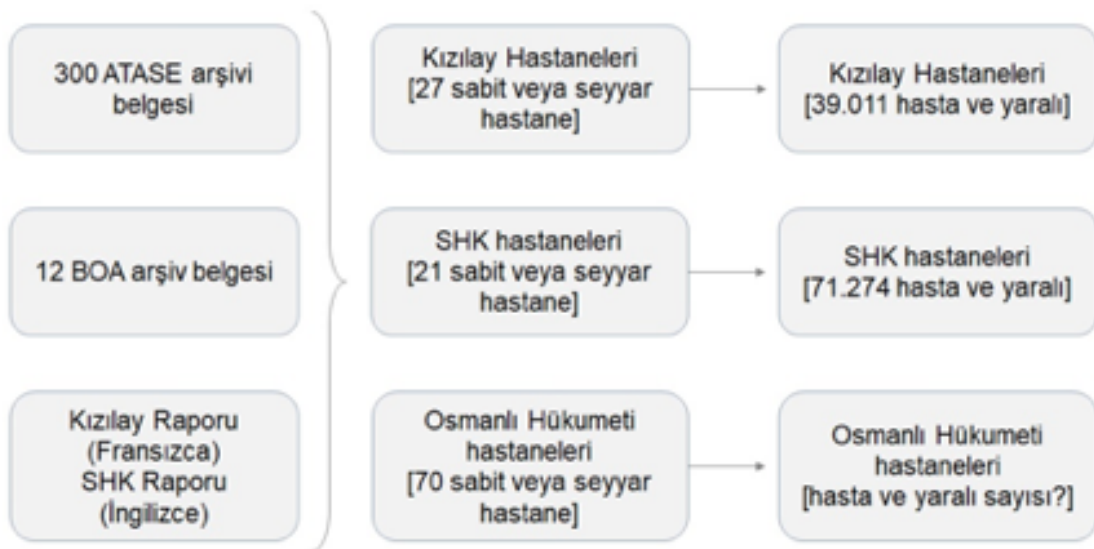 300 ATASE arşivi
belgesi
12 BOA arşiv belgesi
Kızılay Raporu
(Fransızca)
SHK Raporu
(İngilizce)
Kızılay Hastaneleri
[27 sabit veya seyyar
hastane]
SHK hastaneleri
[21 sabit veya seyyar
hastane]
Osmanlı Hükumeti
hastaneleri
[70 sabit veya seyyar
hastane]
Kızılay Hastaneleri
[39.011 hasta ve yaralı]
SHK hastaneleri
[71.274 hasta ve yaralı]
Osmanlı Hükumeti
hastaneleri
[hasta ve yaralı sayısı?]